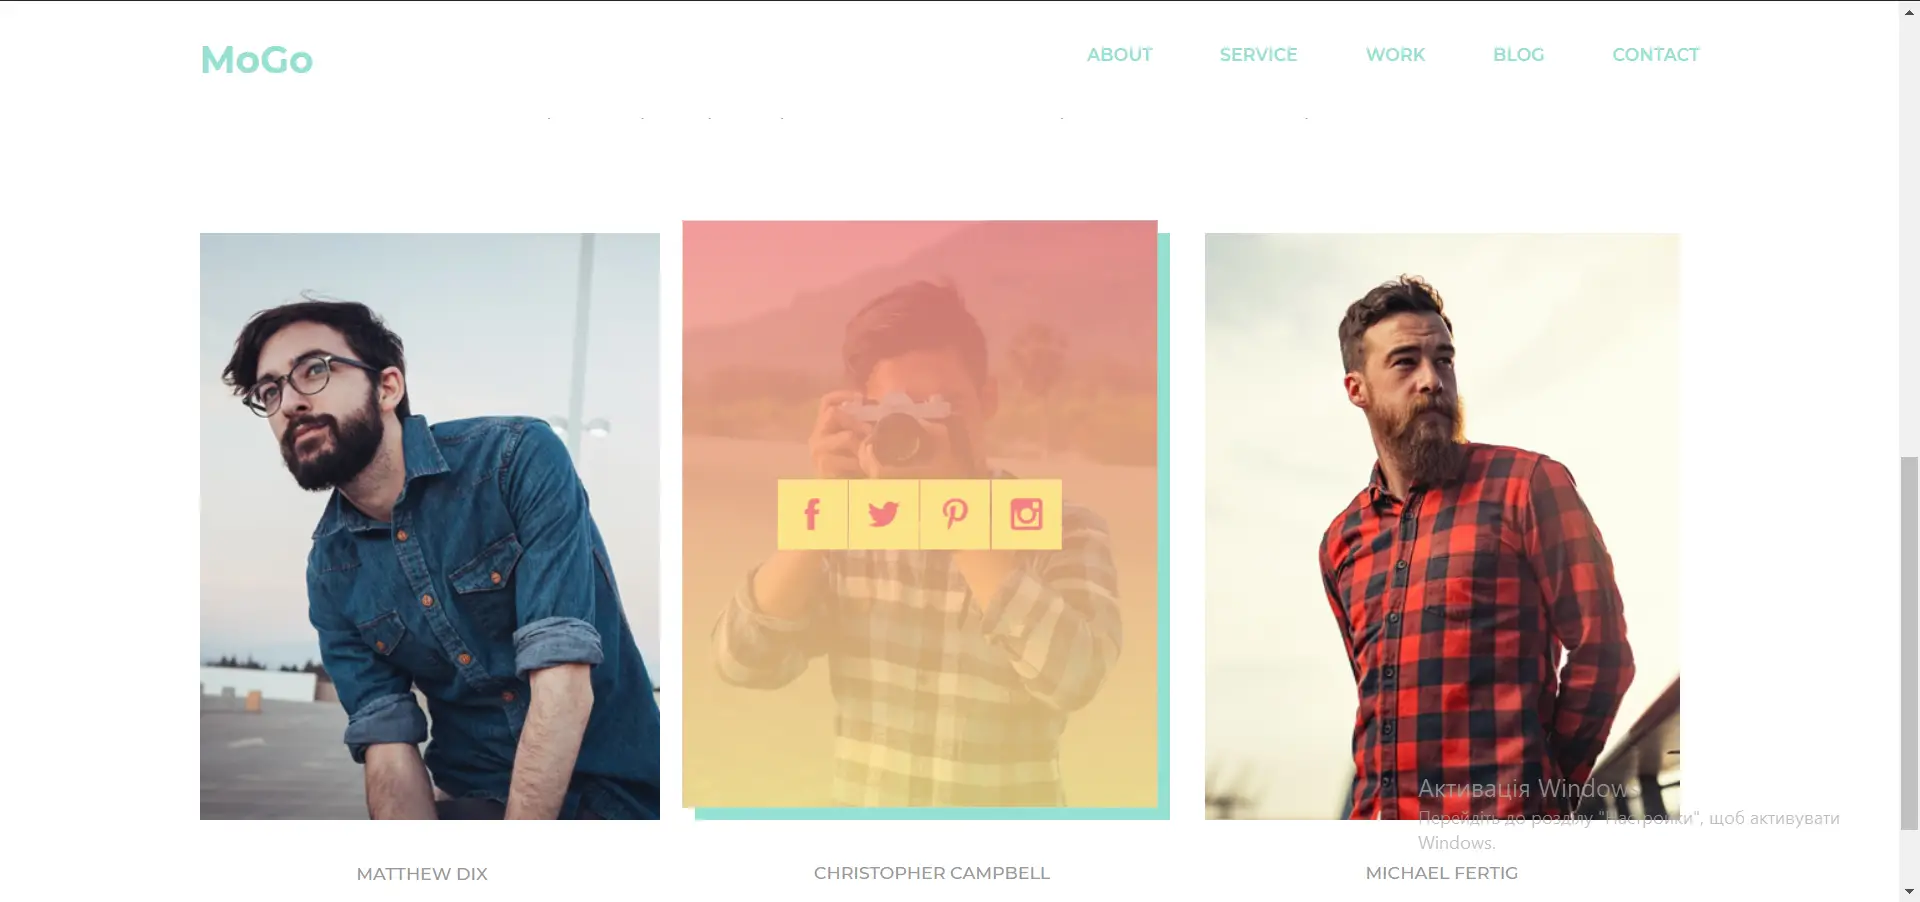 MoGo
ABOUT SERVICE WORK BLOG CONTACT
MATTHEW DIX
CHRISTOPHER CAMPBELL
MICHAEL FERTIG
Активація Windows
Перейдіть до розділу "Настройки", щоб активувати
Windows.